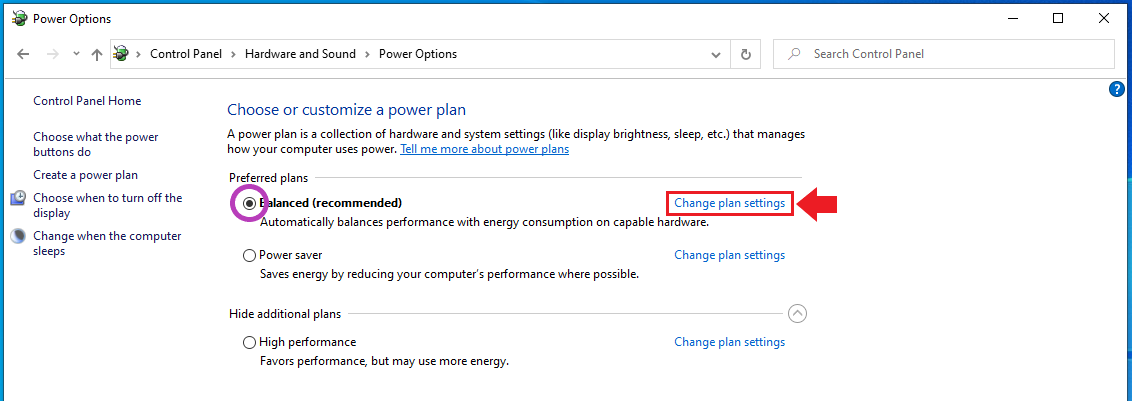 Power Options
Control Panel > Hardware and Sound > Power Options
Search Control Panel
?
Control Panel Home
Choose what the power
buttons do
Create a power plan
Choose when to turn off the
display
Change when the computer
sleeps
Choose or customize a power plan
A power plan is a collection of hardware and system settings (like display brightness, sleep, etc.) that manages
how your computer uses power. Tell me more about power plans
Preferred plans
Balanced (recommended) Change plan settings
Automatically balances performance with energy consumption on capable hardware.
Power saver Change plan settings
Saves energy by reducing your computer's performance where possible.
Hide additional plans
High performance Change plan settings
Favors performance, but may use more energy.